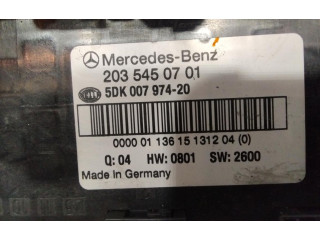 Mercedes-Benz
203 545 07 01
HELLA 5DK 007 974-20
0000 01 136 15 1312 04 (0)
Q: 04 HW: 0801 SW: 2600
Made in Germany